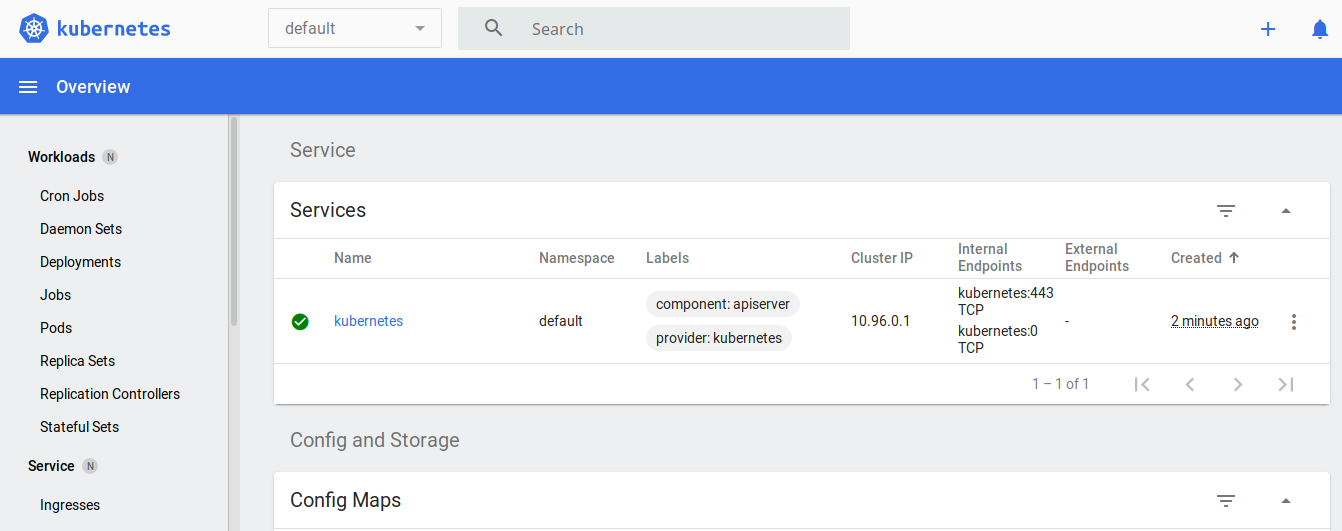 kubernetes
default
Search
Overview
Workloads N
Cron Jobs
Daemon Sets
Deployments
Jobs
Pods
Replica Sets
Replication Controllers
Stateful Sets
Service N
Ingresses
Service
Services
Name Namespace Labels Cluster IP Internal Endpoints External Endpoints Created
kubernetes default component: apiserver provider: kubernetes 10.96.0.1 kubernetes:443 TCP kubernetes:0 TCP - 2 minutes ago
1 – 1 of 1
Config and Storage
Config Maps